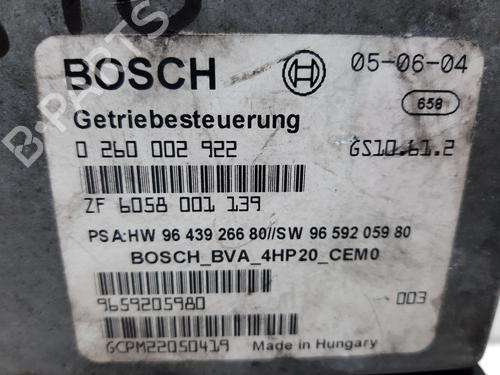 B-PARTS
BOSCH
05-06-04
658
Getriebesteuerung
0 260 002 922 GS10.61.2
ZF 6058 001 139
PSA:HW 96 439 266 80//SW 96 592 059 80
BOSCH_BVA_4HP20_CEM0
9659205980 003
GCPM22050419 Made in Hungary